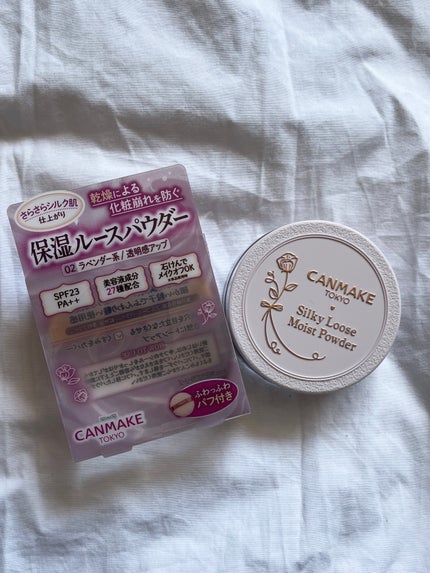 さらさらシルク肌
仕上がり
乾燥による
化粧崩れを防ぐ
保湿ルースパウダー
02 ラベンダー系/透明感アップ
SPF23
PA++
美容液成分
27種配合
石けんで
メイクオフOK
ふわっふわ
パフ付き
CANMAKE
TOKYO
CANMAKE
TOKYO
Silky Loose
Moist Powder